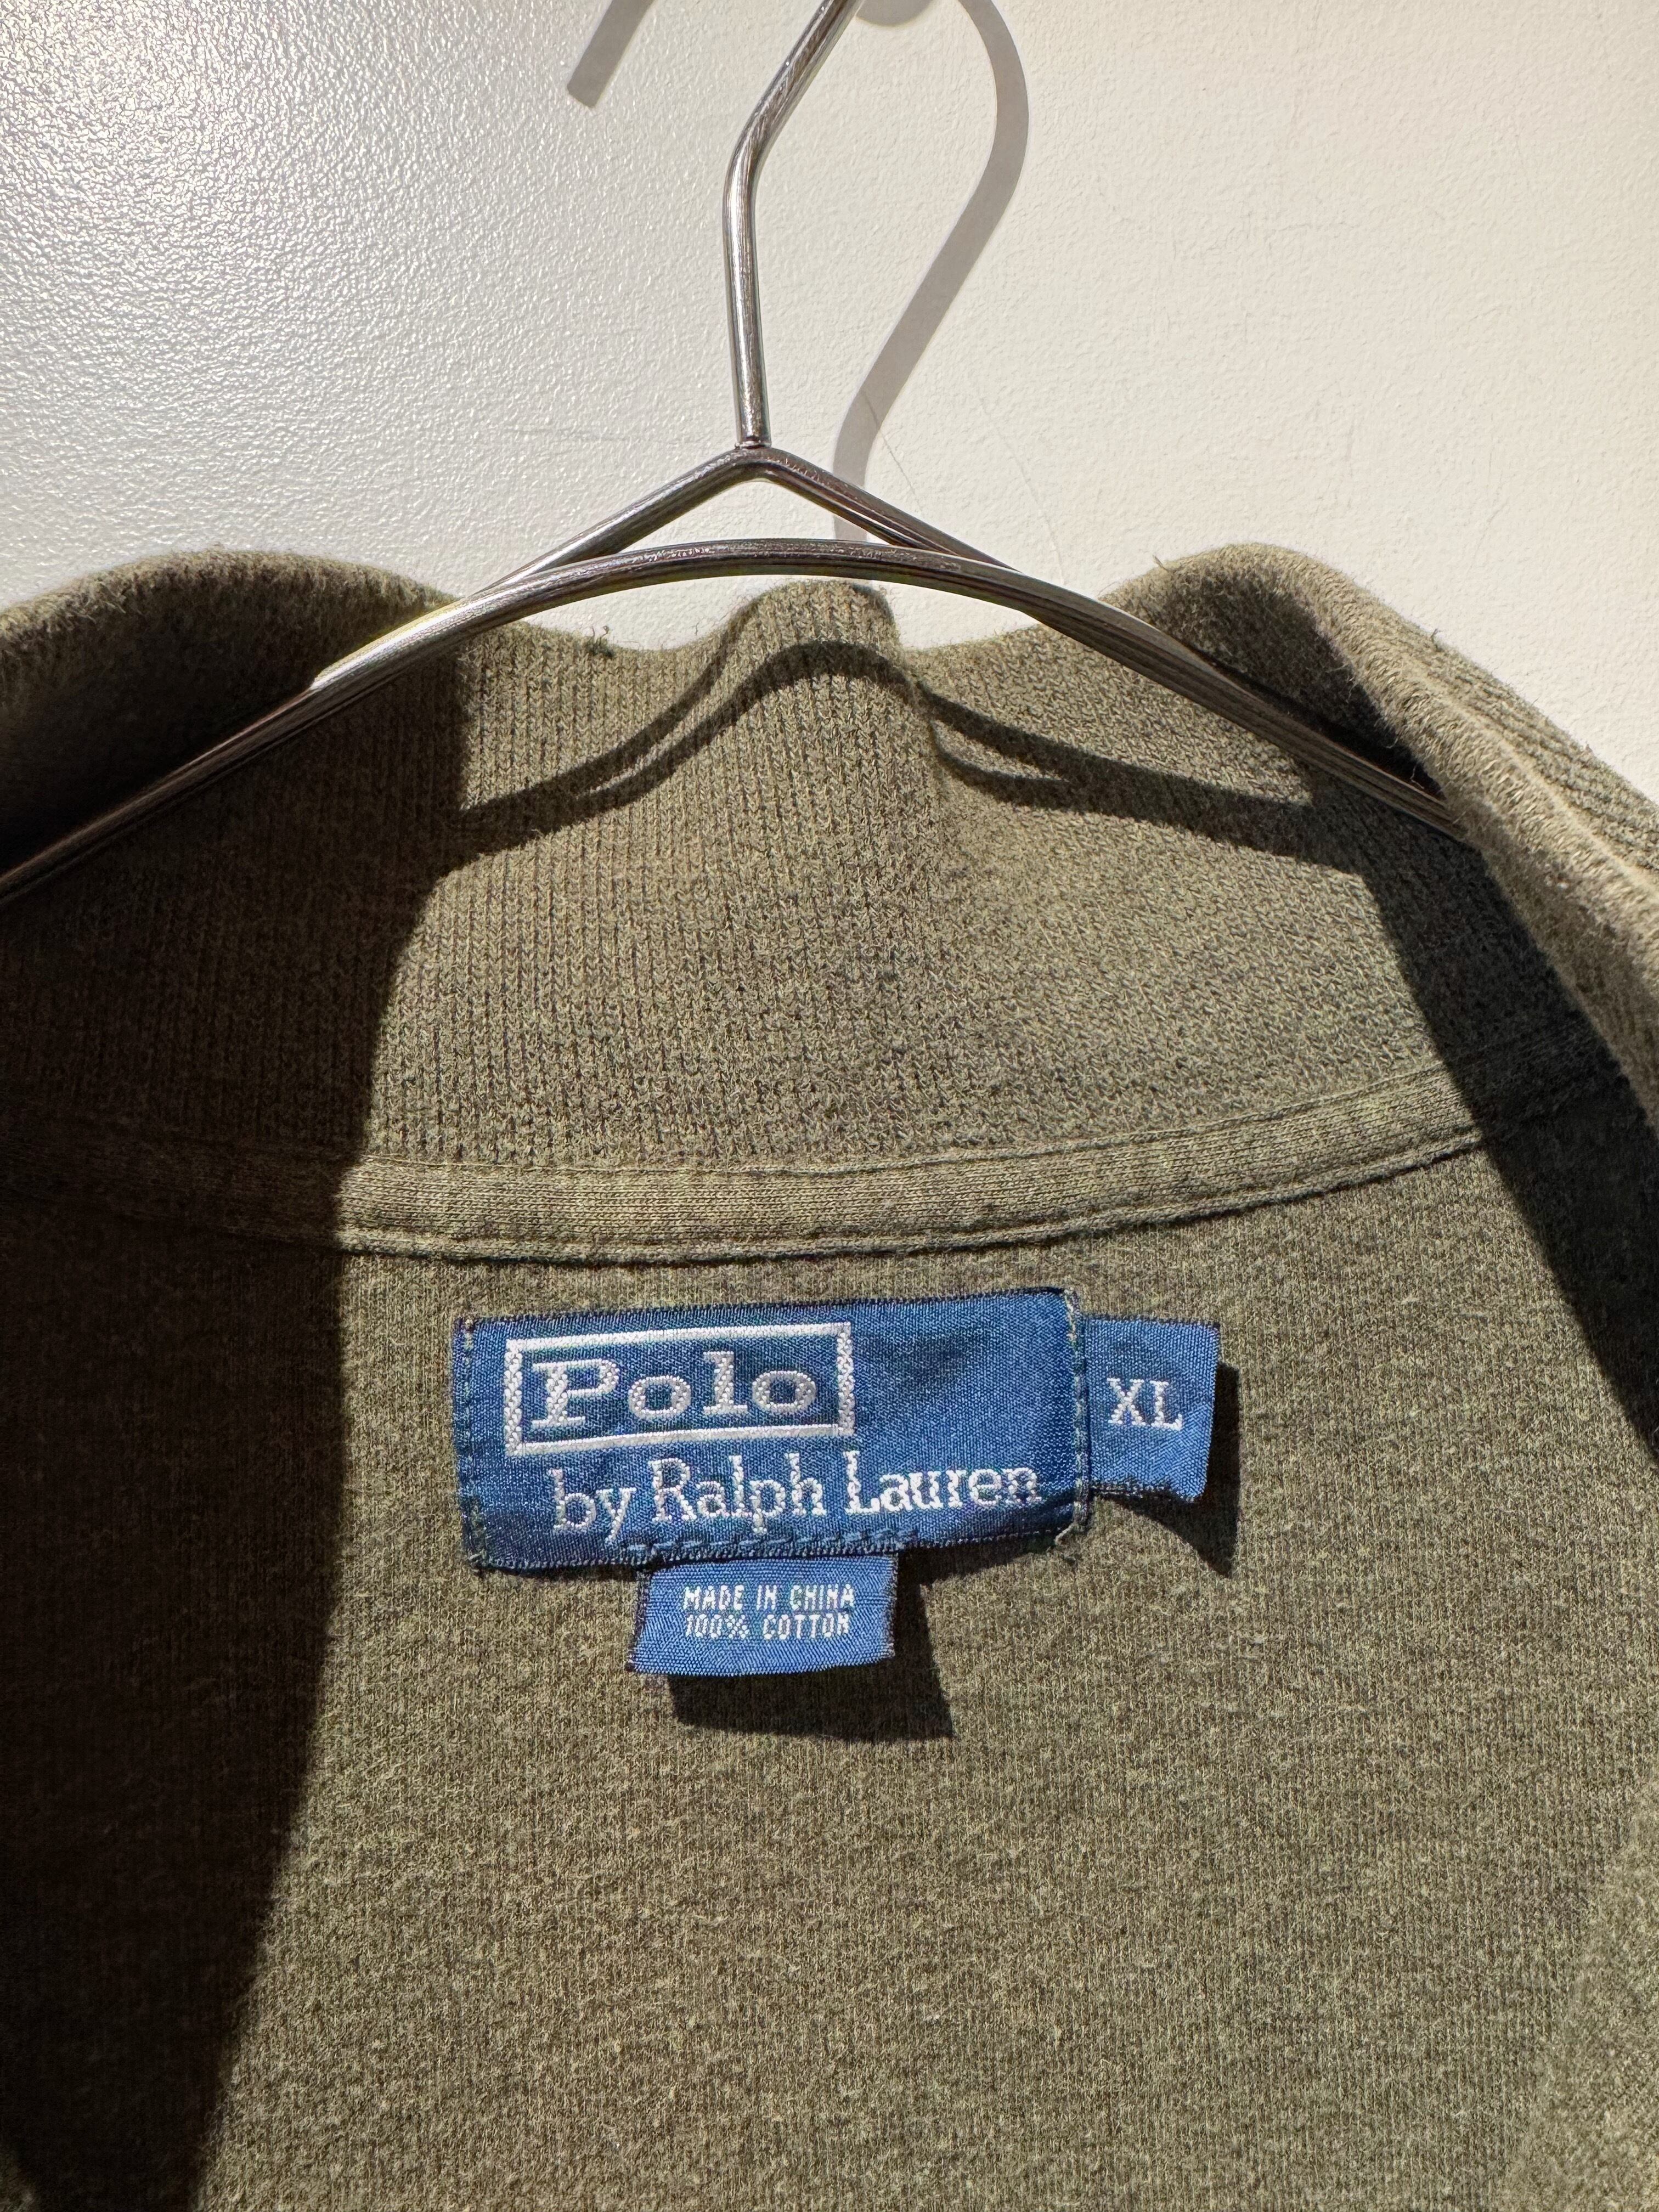 Polo
by Ralph Lauren
XL
MADE IN CHINA
100% COTTON